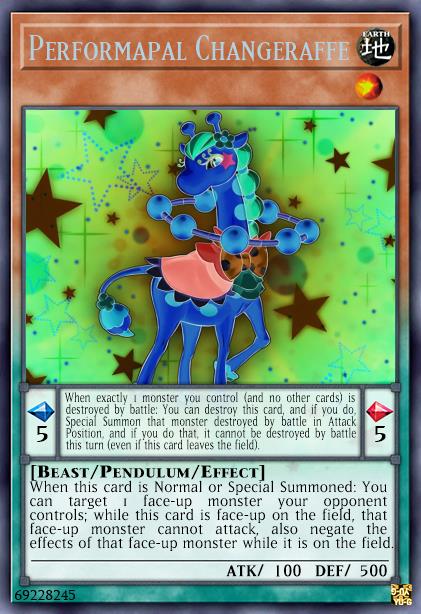 Performapal Changeraffe
EARTH
地
When exactly 1 monster you control (and no other cards) is
destroyed by battle: You can destroy this card, and if you do,
Special Summon that monster destroyed by battle in Attack
Position, and if you do that, it cannot be destroyed by battle
this turn (even if this card leaves the field).
5
5
[Beast/Pendulum/Effect]
When this card is Normal or Special Summoned: You
can target 1 face-up monster your opponent
controls; while this card is face-up on the field, that
face-up monster cannot attack, also negate the
effects of that face-up monster while it is on the field.
ATK/ 100 DEF/ 500
69228245